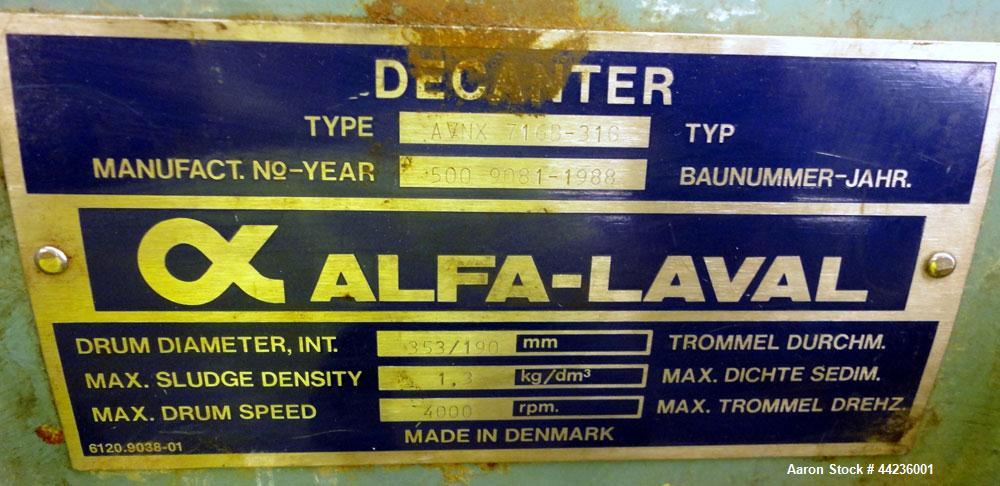 DECANTER
TYPE AVNX 716B-31G TYP
MANUFACT. Nº-YEAR 500 9081-1988 BAUNUMMER-JAHR.
α ALFA-LAVAL
DRUM DIAMETER, INT. 353/190 mm TROMMEL DURCHM.
MAX. SLUDGE DENSITY 1,3 kg/dm³ MAX. DICHTE SEDIM.
MAX. DRUM SPEED 4000 rpm. MAX. TROMMEL DREHZ.
MADE IN DENMARK
6120.9038-01
Aaron Stock # 44236001